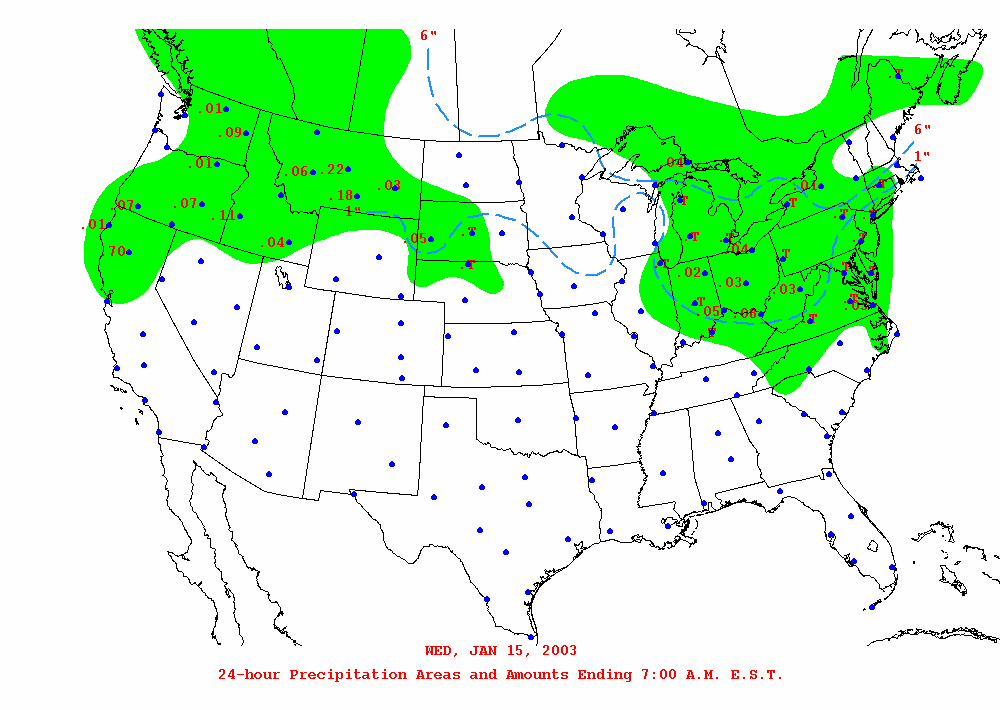 6"
.T
.01
.09
6"
.01
.04
1"
.06 .22
.03
.18
.01
.T
.07
.07
.T
.T
1"
.11
.T
.T
.01
.05
.T
.T
.T
.T
.04
70
.04
.T
.T
.T
.T
.02
.T
.T
.03
.03
.T
.T
.05
.06
.T
.T
WED, JAN 15, 2003
24-hour Precipitation Areas and Amounts Ending 7:00 A.M. E.S.T.